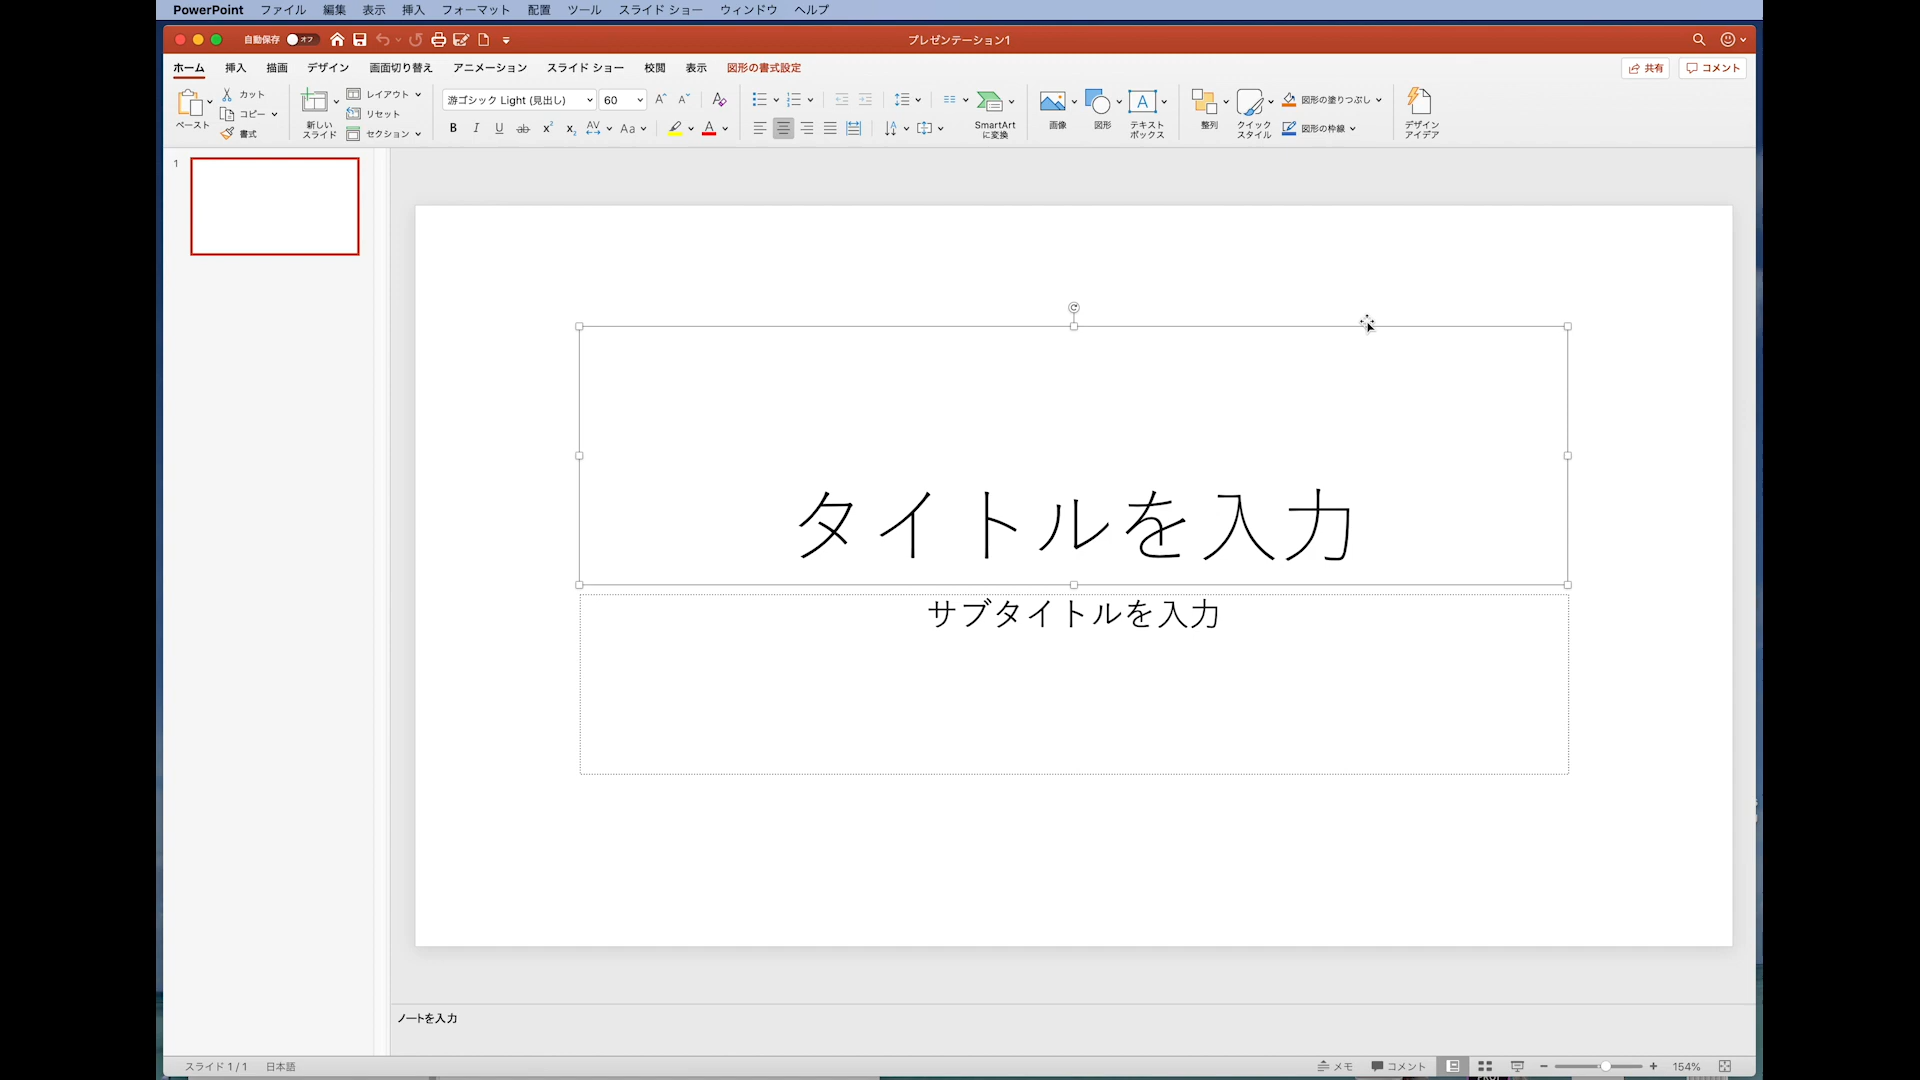 PowerPoint ファイル 編集 表示 挿入 フォーマット 配置 ツール スライド ショー ウィンドウ ヘルプ
自動保存 オフ プレゼンテーション1
ホーム 挿入 描画 デザイン 画面切り替え アニメーション スライド ショー 校閲 表示 図形の書式設定 共有 コメント
ペースト カット コピー 書式
新しい スライド レイアウト リセット セクション
游ゴシック Light (見出し) 60
SmartArt に変換
画像 図形 テキスト ボックス
整列 クイック スタイル 図形の塗りつぶし 図形の枠線
デザイン アイデア
1
タイトルを入力
サブタイトルを入力
ノートを入力
スライド 1 / 1 日本語 メモ コメント 154%